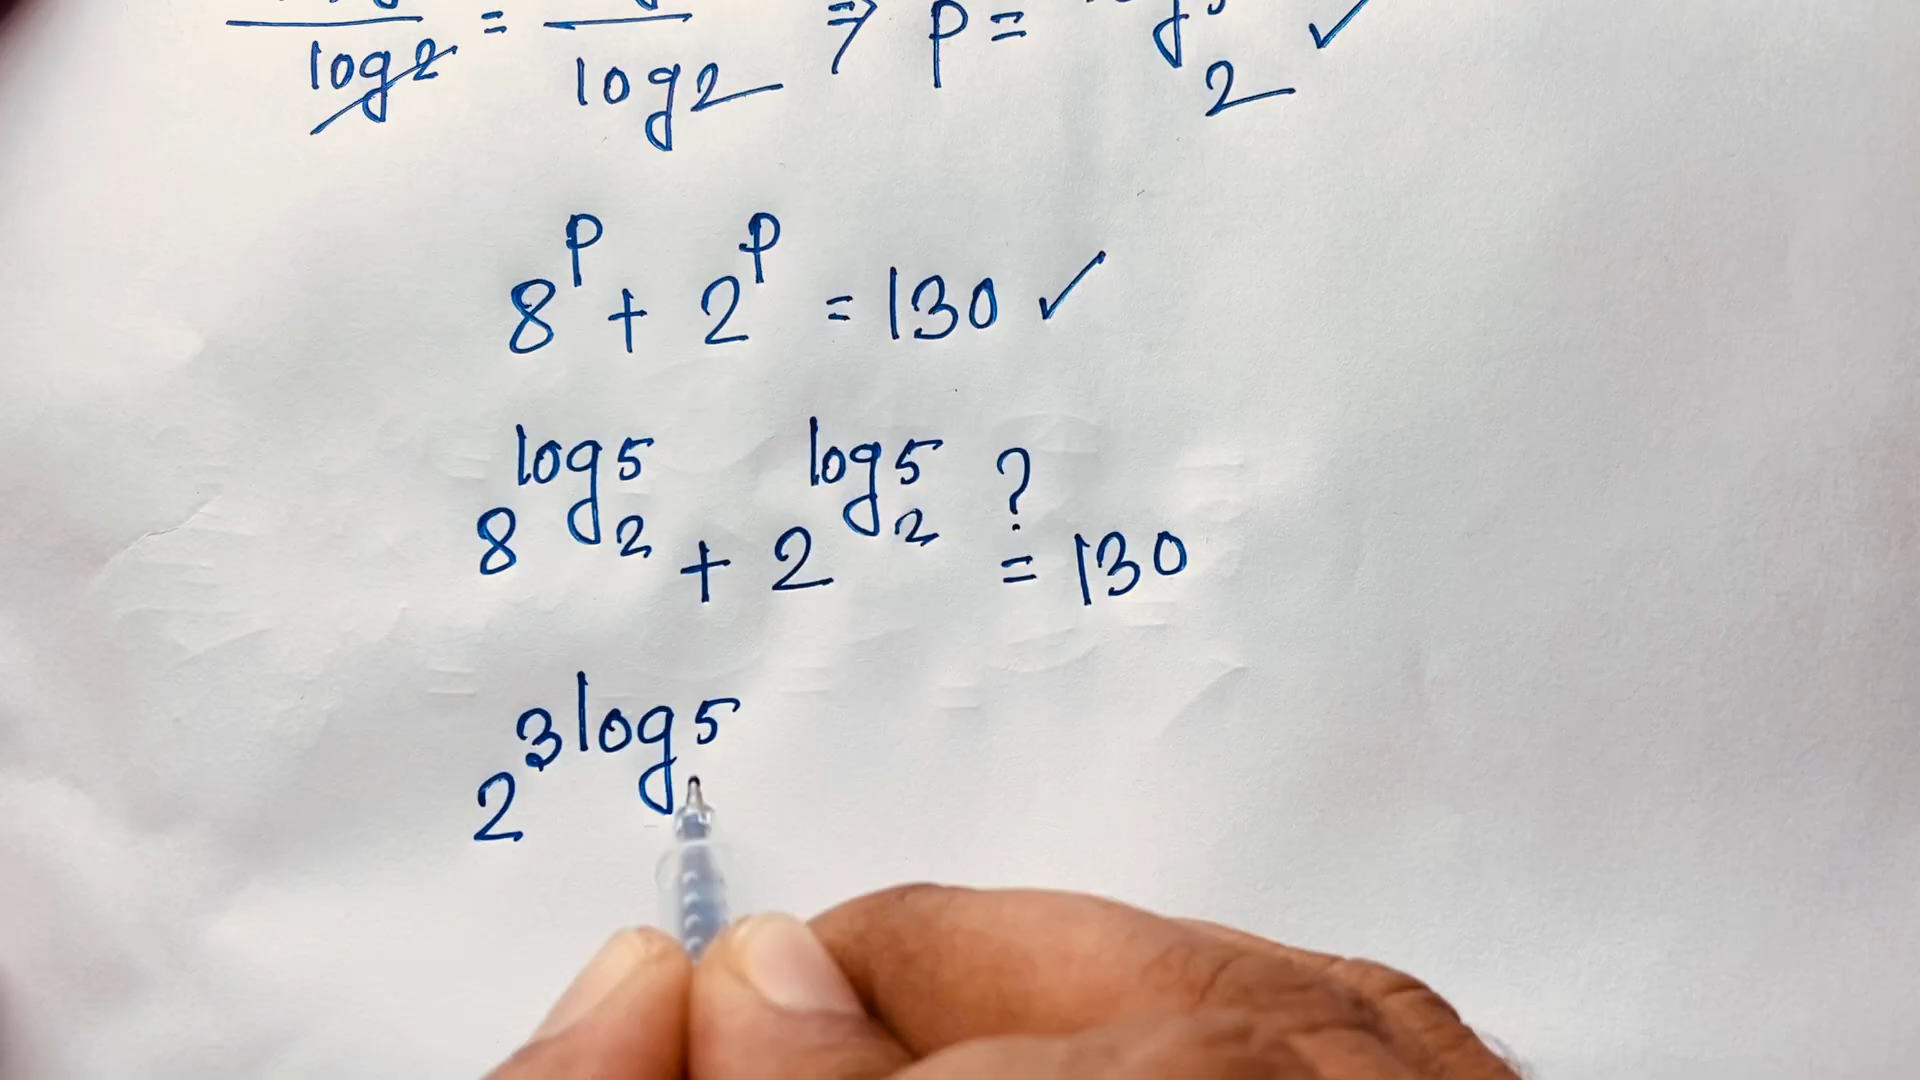 log2 = log2 ⇒ p = 2 ✓
8^p + 2^p = 130 ✓
8^log₂5 + 2^log₂5 ?= 130
2^3log5